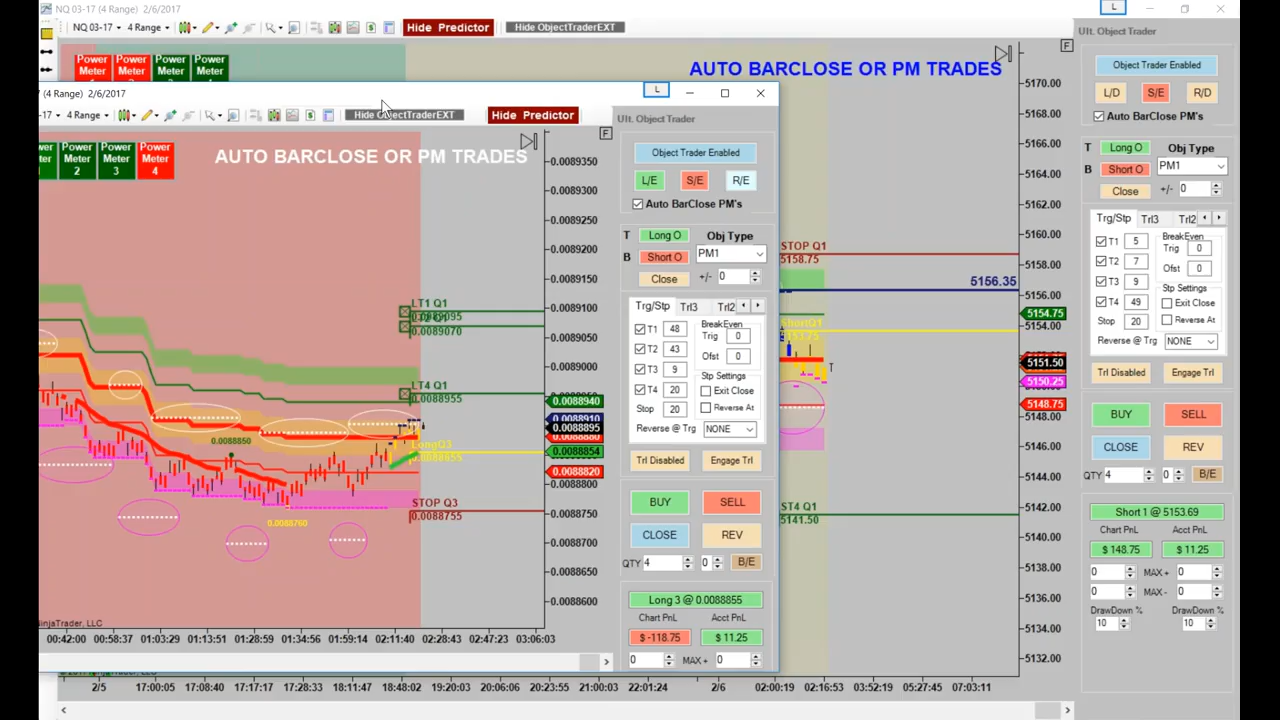 NQ 03-17 (4 Range) 2/6/2017
L
NQ 03-17 4 Range
Hide Predictor
Hide ObjectTraderEXT
Power Meter
Power Meter
Power Meter 3
Power Meter 4
AUTO BARCLOSE OR PM TRADES
F
5170.00
5168.00
5166.00
5164.00
5162.00
5160.00
5158.00
5156.00
5154.75
5154.00
5151.50
5150.25
5148.75
5148.00
5146.00
5144.00
5142.00
5140.00
5138.00
5136.00
5134.00
5132.00
STOP Q1
5158.75
5156.35
ShortQ1
5153.75
T
ST4 Q1
5141.50
2/5 17:00:05 17:08:40 17:17:17 17:28:33 18:11:47 18:48:02 19:20:03 20:06:06 20:23:55 21:00:03 22:01:24 2/6 02:00:19 02:16:53 03:52:19 05:27:45 07:03:11
Ult. Object Trader
Object Trader Enabled
L/D S/E R/D
Auto BarClose PM's
T Long O Obj Type
B Short O PM1
Close +/- 0
Trg/Stp Trl3 Trl2
T1 5 BreakEven
Trig 0
T2 7
Ofst 0
T3 9
Stp Settings
T4 49 Exit Close
Stop 20 Reverse At
Reverse @ Trg NONE
Trl Disabled Engage Trl
BUY SELL
CLOSE REV
QTY 4 0 B/E
Short 1 @ 5153.69
Chart PnL Acct PnL
$ 148.75 $ 11.25
0 MAX + 0
0 MAX - 0
DrawDown % DrawDown %
10 10
(4 Range) 2/6/2017
L
-17 4 Range
Hide ObjectTraderEXT
Hide Predictor
Power Meter 2
Power Meter 3
Power Meter 4
AUTO BARCLOSE OR PM TRADES
F
0.0089350
0.0089300
0.0089250
0.0089200
0.0089150
0.0089100
0.0089050
0.0089000
0.0088940
0.0088910
0.0088895
0.0088880
0.0088854
0.0088820
0.0088800
0.0088750
0.0088700
0.0088650
0.0088600
LT1 Q1
0.0089095
0.0089070
LT4 Q1
0.0088955
LongQ3
0.0088855
STOP Q3
0.0088755
0.0088850
0.0088760
NinjaTrader, LLC
00:42:00 00:58:37 01:03:29 01:13:51 01:28:59 01:34:56 01:59:14 02:11:40 02:28:43 02:47:23 03:06:03
Ult. Object Trader
Object Trader Enabled
L/E S/E R/E
Auto BarClose PM's
T Long O Obj Type
B Short O PM1
Close +/- 0
Trg/Stp Trl3 Trl2
T1 48 BreakEven
Trig 0
T2 43
Ofst 0
T3 9
Stp Settings
T4 20 Exit Close
Stop 20 Reverse At
Reverse @ Trg NONE
Trl Disabled Engage Trl
BUY SELL
CLOSE REV
QTY 4 0 B/E
Long 3 @ 0.0088855
Chart PnL Acct PnL
$ -118.75 $ 11.25
0 MAX + 0